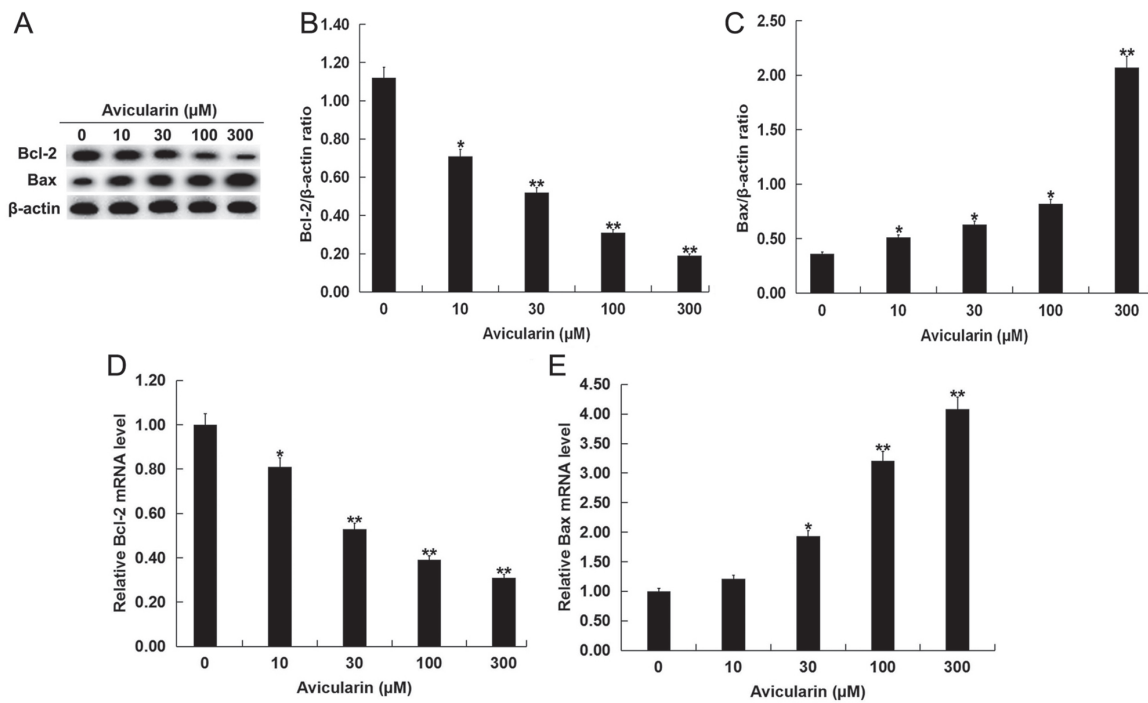 A
Avicularin (µM)
0 10 30 100 300
Bcl-2
Bax
β-actin
B
Bcl-2/β-actin ratio
1.40
1.20
1.00
0.80
0.60
0.40
0.20
0.00
*
**
**
**
0 10 30 100 300
Avicularin (µM)
C
Bax/β-actin ratio
2.50
2.00
1.50
1.00
0.50
0.00
*
*
*
**
0 10 30 100 300
Avicularin (µM)
D
Relative Bcl-2 mRNA level
1.20
1.00
0.80
0.60
0.40
0.20
0.00
*
**
**
**
0 10 30 100 300
Avicularin (µM)
E
Relative Bax mRNA level
4.50
4.00
3.50
3.00
2.50
2.00
1.50
1.00
0.50
0.00
*
**
**
0 10 30 100 300
Avicularin (µM)